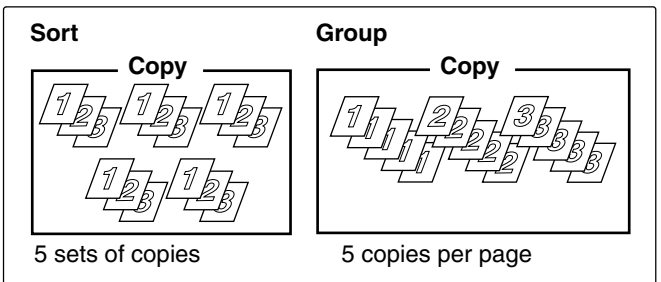 Sort
Group
Copy
Copy
1 2 3 1 2 3 1 2 3
1 2 3 1 2 3
1 1 1 1 1 2 2 2 2 2 3 3 3 3 3
5 sets of copies
5 copies per page